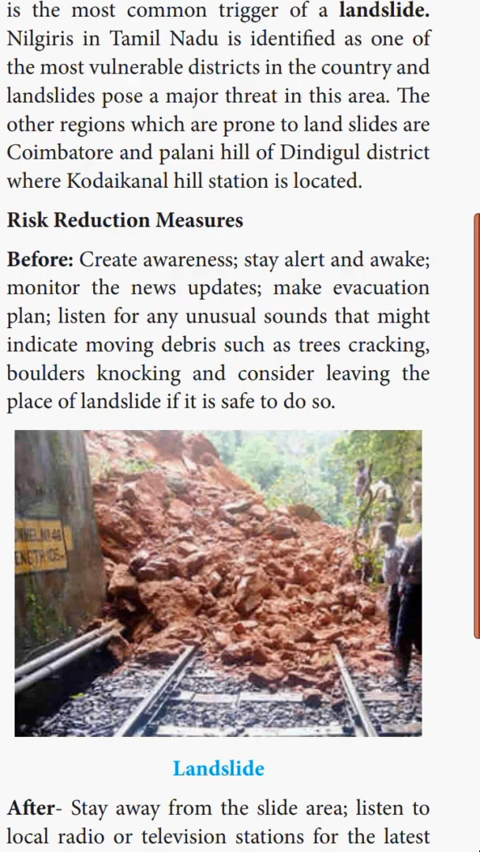 is the most common trigger of a landslide.
Nilgiris in Tamil Nadu is identified as one of
the most vulnerable districts in the country and
landslides pose a major threat in this area. The
other regions which are prone to land slides are
Coimbatore and palani hill of Dindigul district
where Kodaikanal hill station is located.
Risk Reduction Measures
Before: Create awareness; stay alert and awake;
monitor the news updates; make evacuation
plan; listen for any unusual sounds that might
indicate moving debris such as trees cracking,
boulders knocking and consider leaving the
place of landslide if it is safe to do so.
Landslide
After- Stay away from the slide area; listen to
local radio or television stations for the latest